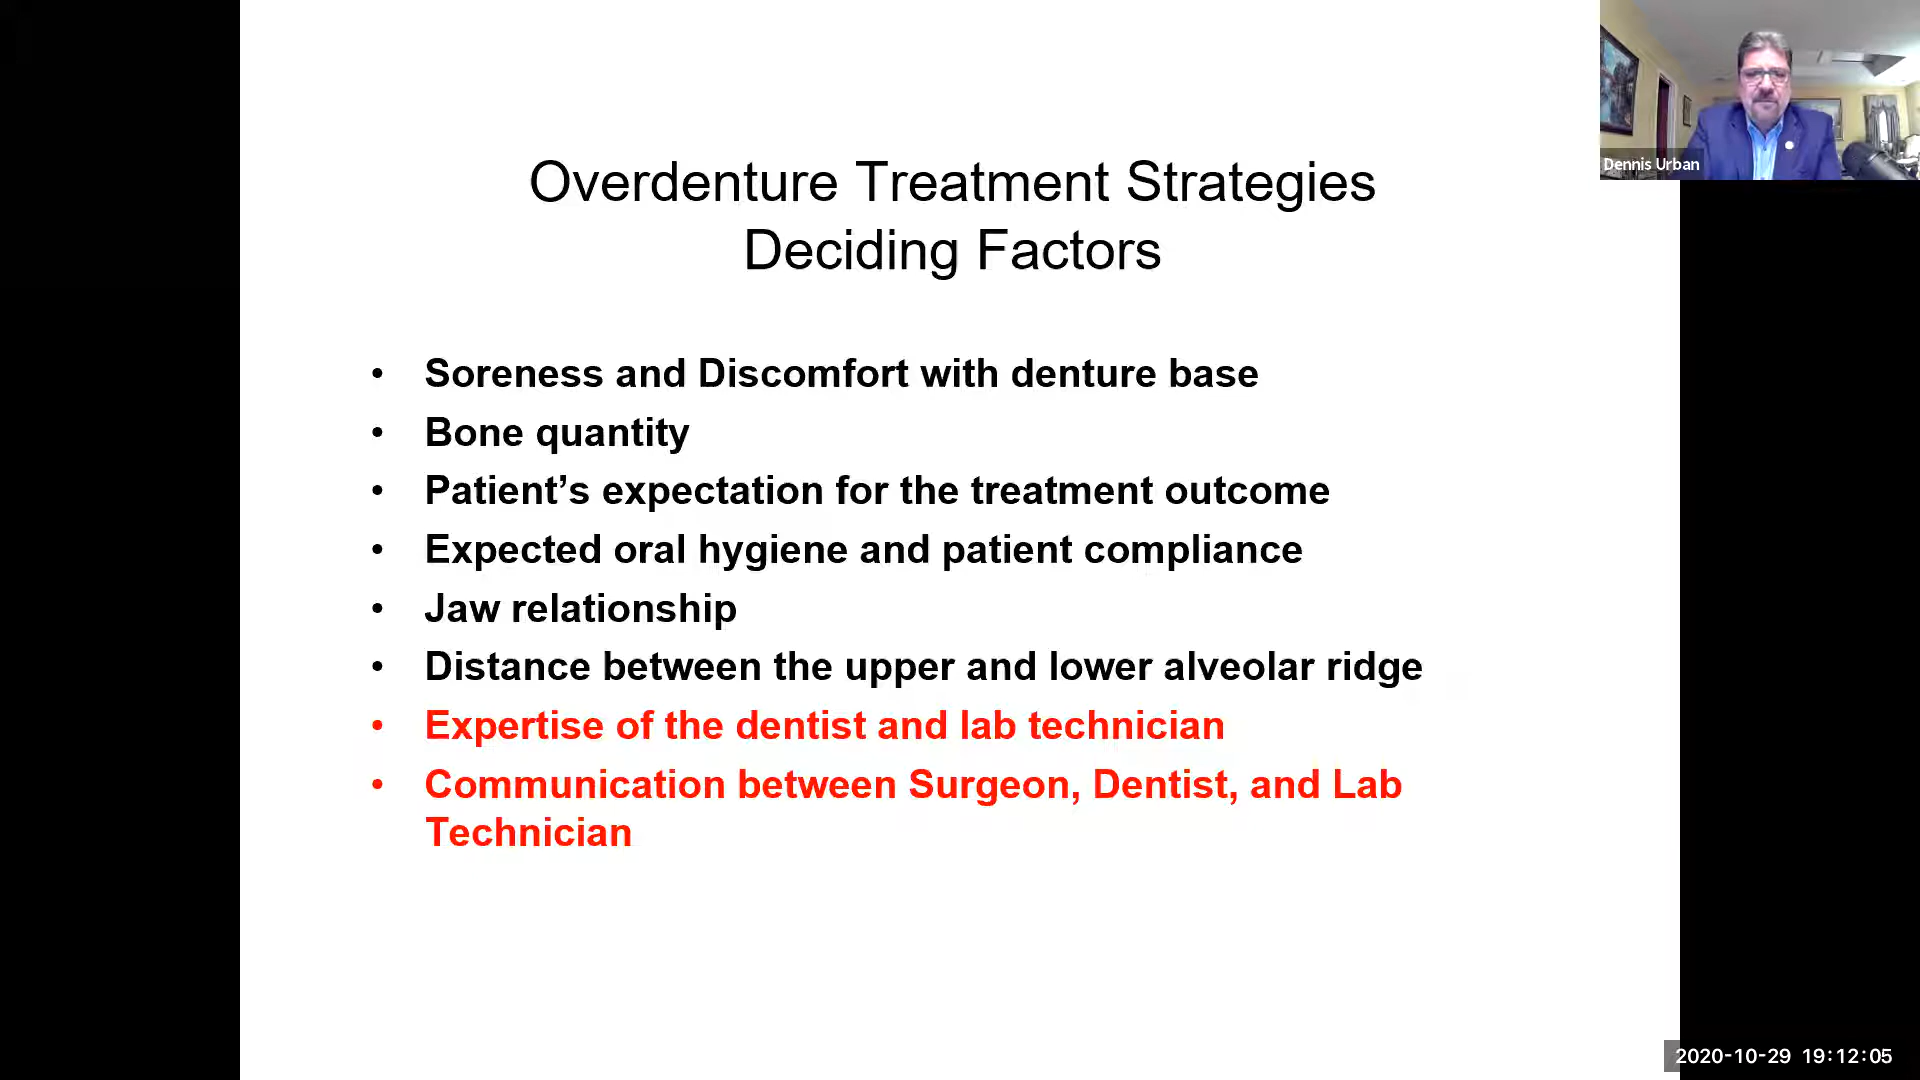 Overdenture Treatment Strategies
Deciding Factors
• Soreness and Discomfort with denture base
• Bone quantity
• Patient’s expectation for the treatment outcome
• Expected oral hygiene and patient compliance
• Jaw relationship
• Distance between the upper and lower alveolar ridge
• Expertise of the dentist and lab technician
• Communication between Surgeon, Dentist, and Lab
Technician
Dennis Urban
2020-10-29 19:12:05